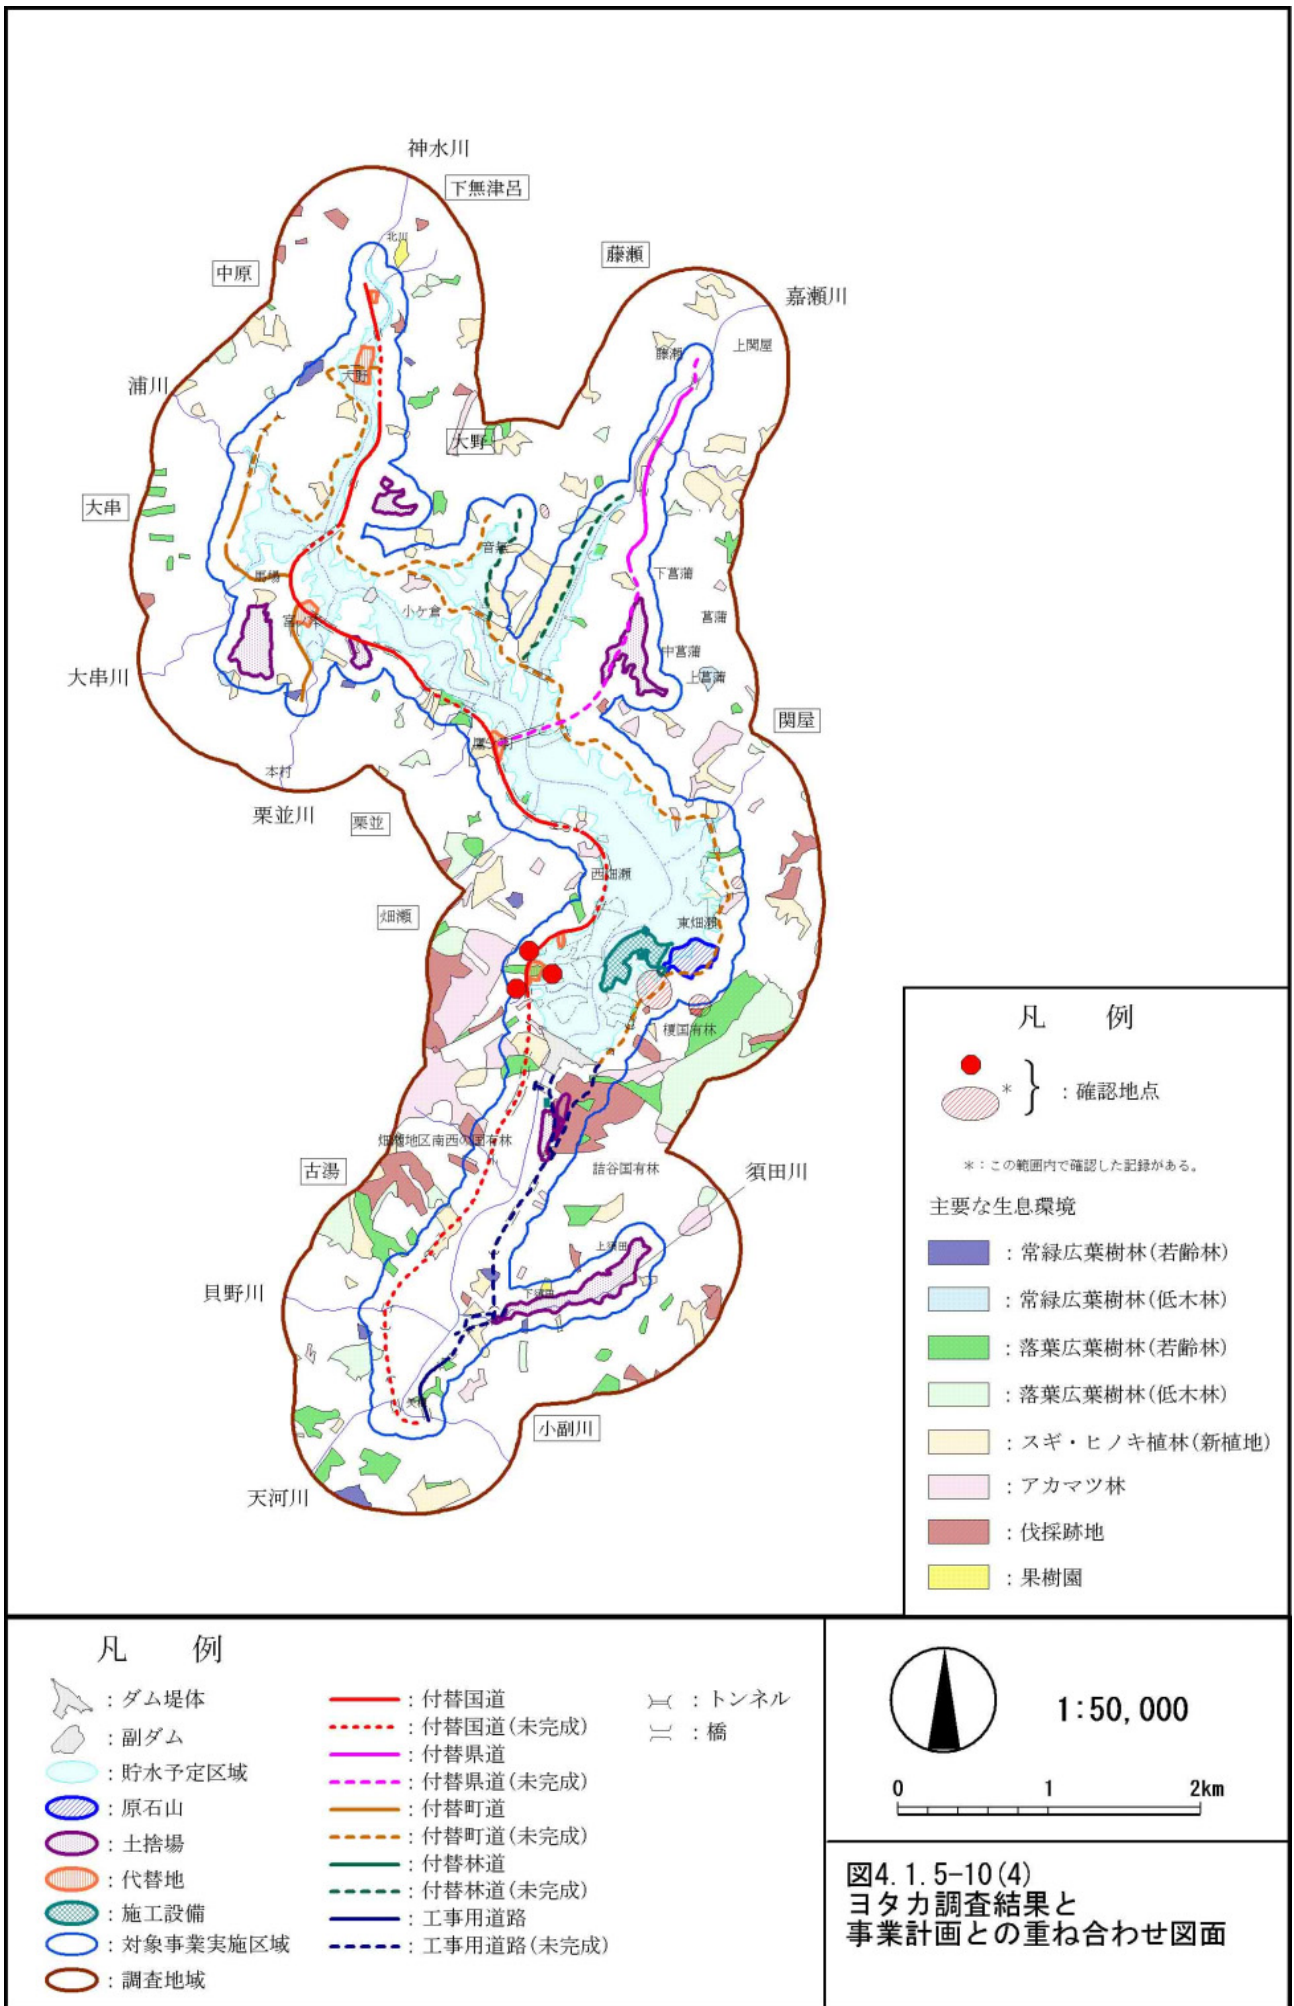 神水川
下無津呂
北川
藤瀬
中原
嘉瀬川
上関屋
藤瀬
浦川
大野
大串
音無
下菖蒲
馬場
小ケ倉
菖蒲
中菖蒲
上菖蒲
大串川
関屋
本村
栗並川
栗並
西畑瀬
畑瀬
東畑瀬
榎国有林
畑瀬地区南西の国有林
古湯
詰谷国有林
須田川
上須田
下須田
貝野川
小副川
天河川
凡 例
* } : 確認地点
*:この範囲内で確認した記録がある。
主要な生息環境
: 常緑広葉樹林(若齢林)
: 常緑広葉樹林(低木林)
: 落葉広葉樹林(若齢林)
: 落葉広葉樹林(低木林)
: スギ・ヒノキ植林(新植地)
: アカマツ林
: 伐採跡地
: 果樹園
凡 例
: ダム堤体
: 副ダム
: 貯水予定区域
: 原石山
: 土捨場
: 代替地
: 施工設備
: 対象事業実施区域
: 調査地域
: 付替国道
: 付替国道(未完成)
: 付替県道
: 付替県道(未完成)
: 付替町道
: 付替町道(未完成)
: 付替林道
: 付替林道(未完成)
: 工事用道路
: 工事用道路(未完成)
: トンネル
: 橋
1:50,000
0 1 2km
図4.1.5-10(4)
ヨタカ調査結果と
事業計画との重ね合わせ図面